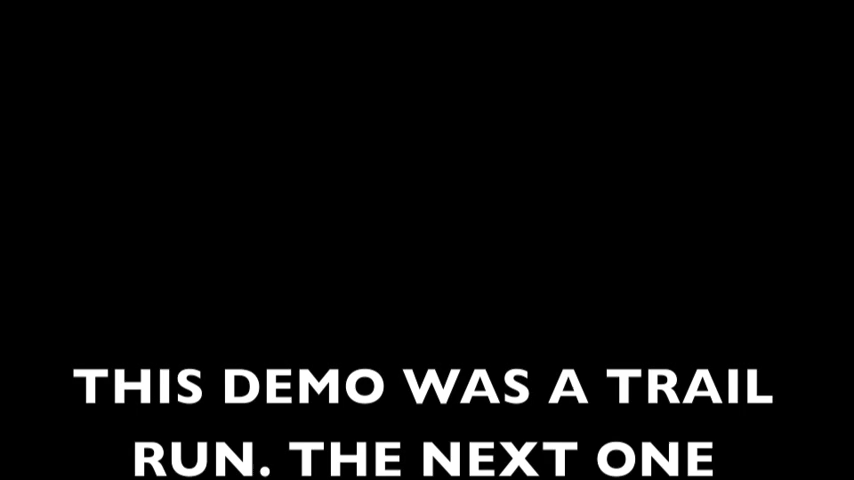 THIS DEMO WAS A TRAIL
RUN. THE NEXT ONE